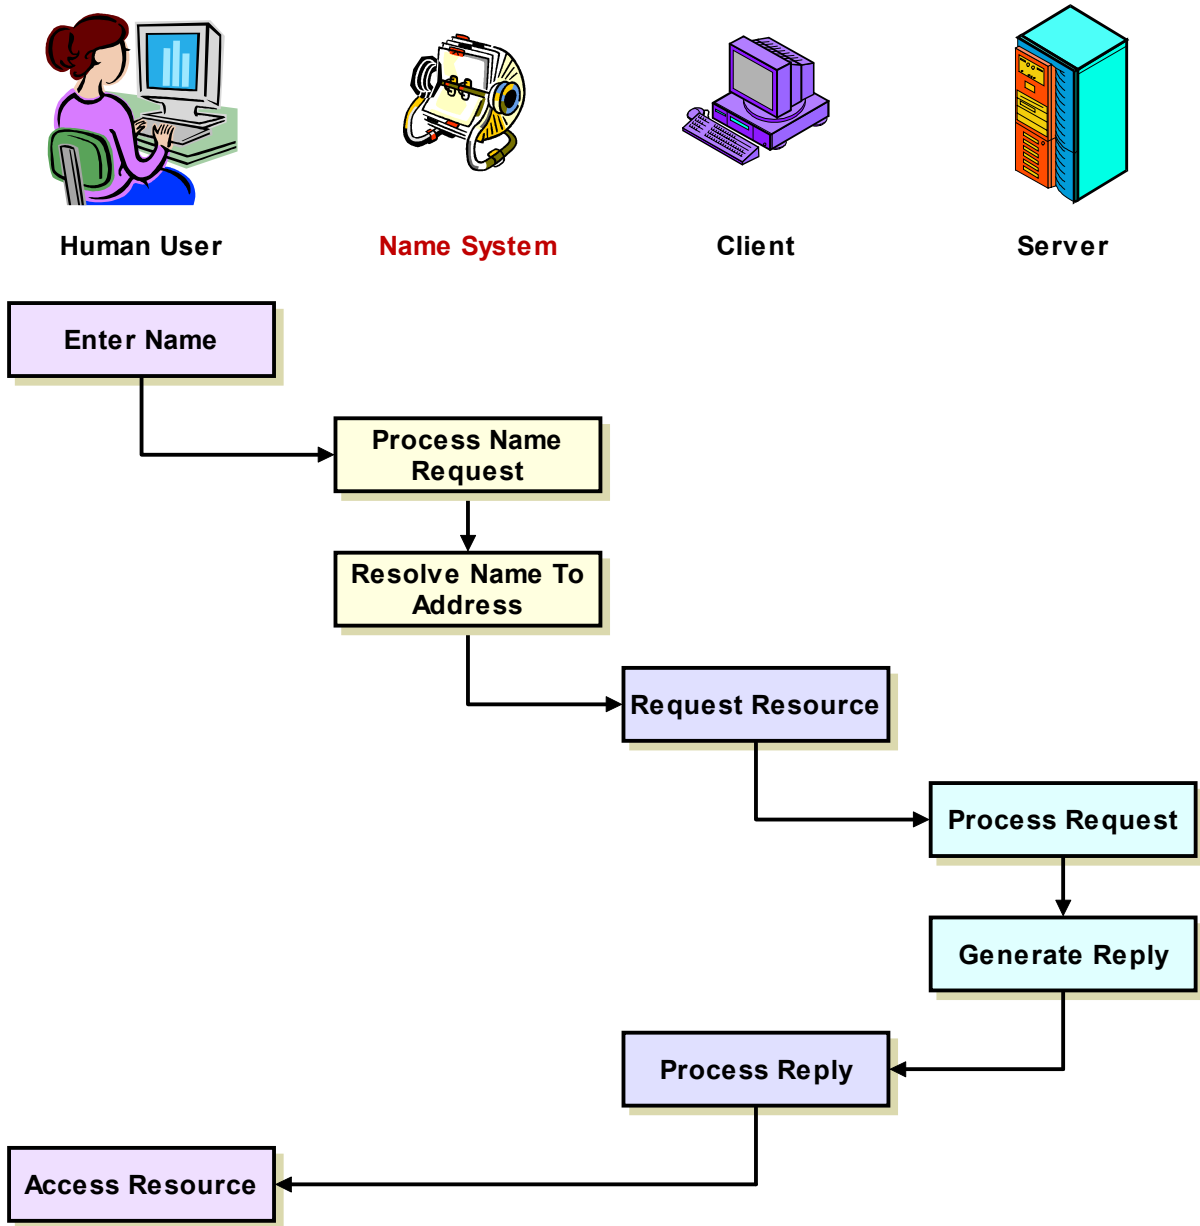 Human User
Name System
Client
Server
Enter Name
Process Name
Request
Resolve Name To
Address
Request Resource
Process Request
Generate Reply
Process Reply
Access Resource